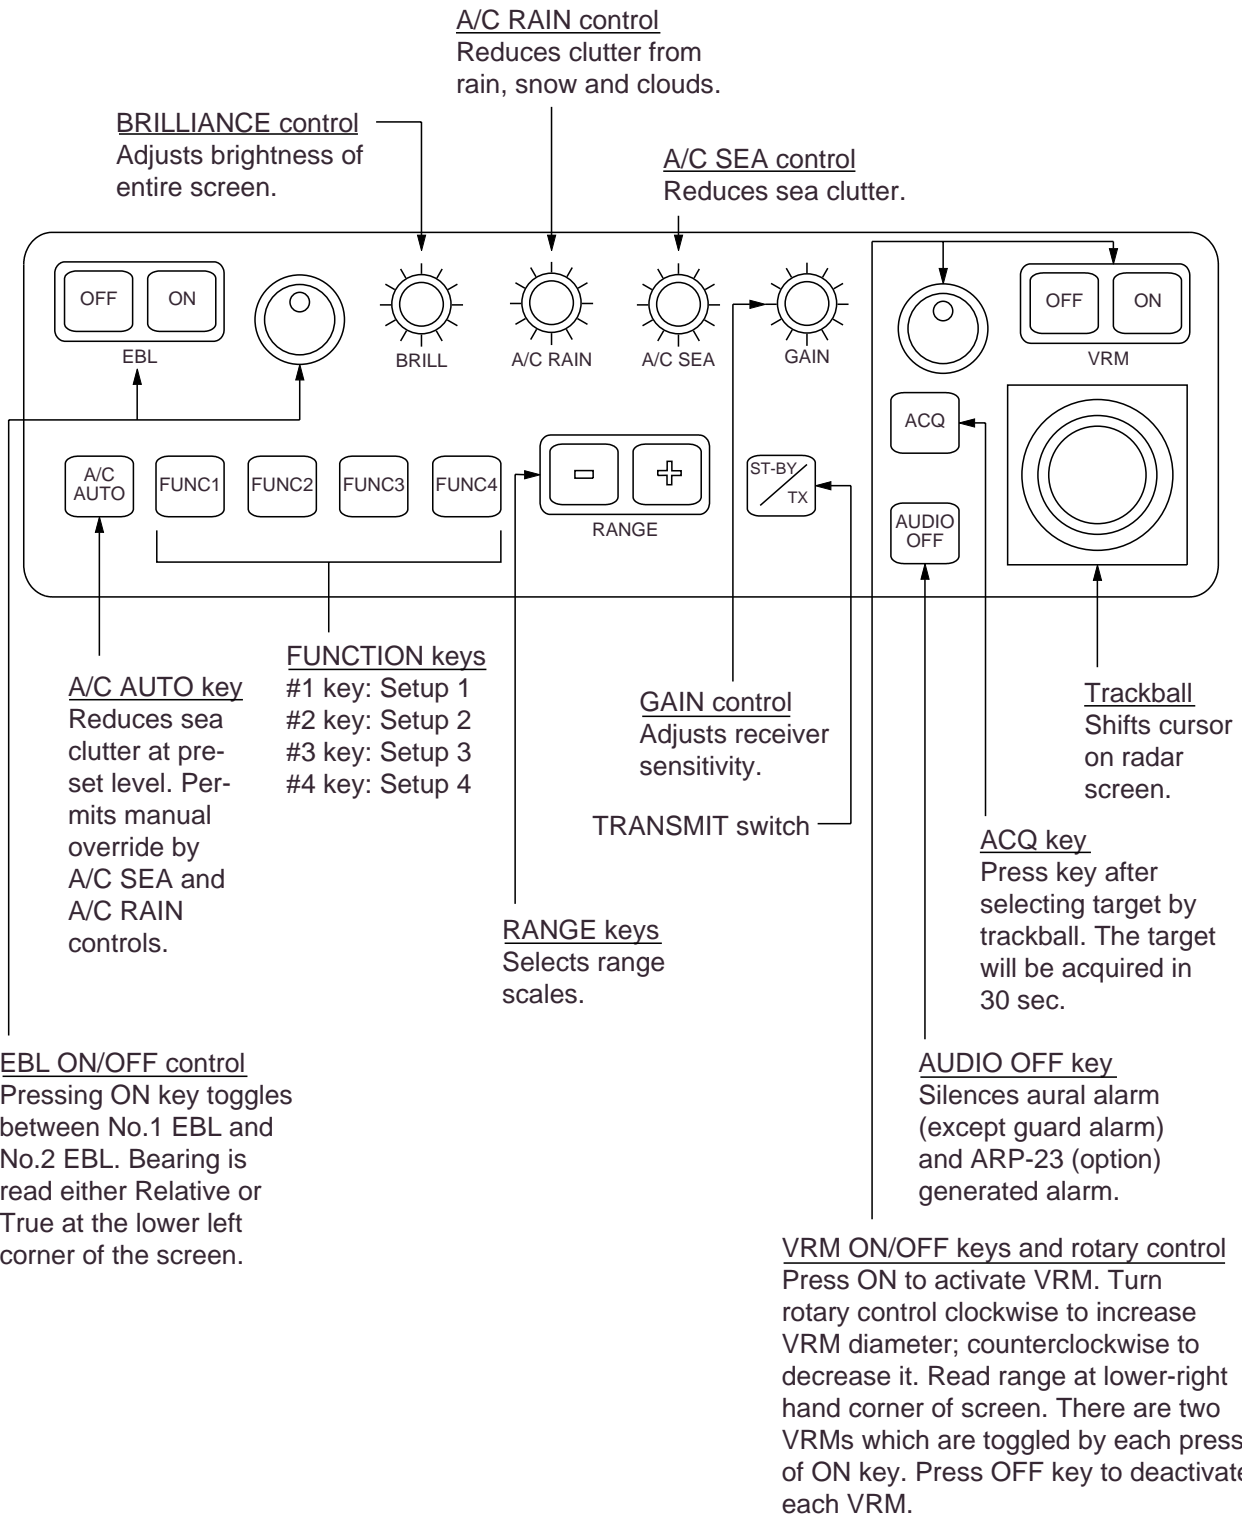 A/C RAIN control
Reduces clutter from
rain, snow and clouds.
BRILLIANCE control
Adjusts brightness of
entire screen.
A/C SEA control
Reduces sea clutter.
OFF
ON
EBL
BRILL
A/C RAIN
A/C SEA
GAIN
OFF
ON
VRM
A/C
AUTO
FUNC1
FUNC2
FUNC3
FUNC4
RANGE
ST-BY
TX
ACQ
AUDIO
OFF
A/C AUTO key
Reduces sea
clutter at pre-
set level. Per-
mits manual
override by
A/C SEA and
A/C RAIN
controls.
FUNCTION keys
#1 key: Setup 1
#2 key: Setup 2
#3 key: Setup 3
#4 key: Setup 4
GAIN control
Adjusts receiver
sensitivity.
TRANSMIT switch
Trackball
Shifts cursor
on radar
screen.
ACQ key
Press key after
selecting target by
trackball. The target
will be acquired in
30 sec.
RANGE keys
Selects range
scales.
EBL ON/OFF control
Pressing ON key toggles
between No.1 EBL and
No.2 EBL. Bearing is
read either Relative or
True at the lower left
corner of the screen.
AUDIO OFF key
Silences aural alarm
(except guard alarm)
and ARP-23 (option)
generated alarm.
VRM ON/OFF keys and rotary control
Press ON to activate VRM. Turn
rotary control clockwise to increase
VRM diameter; counterclockwise to
decrease it. Read range at lower-right
hand corner of screen. There are two
VRMs which are toggled by each press
of ON key. Press OFF key to deactivate
each VRM.